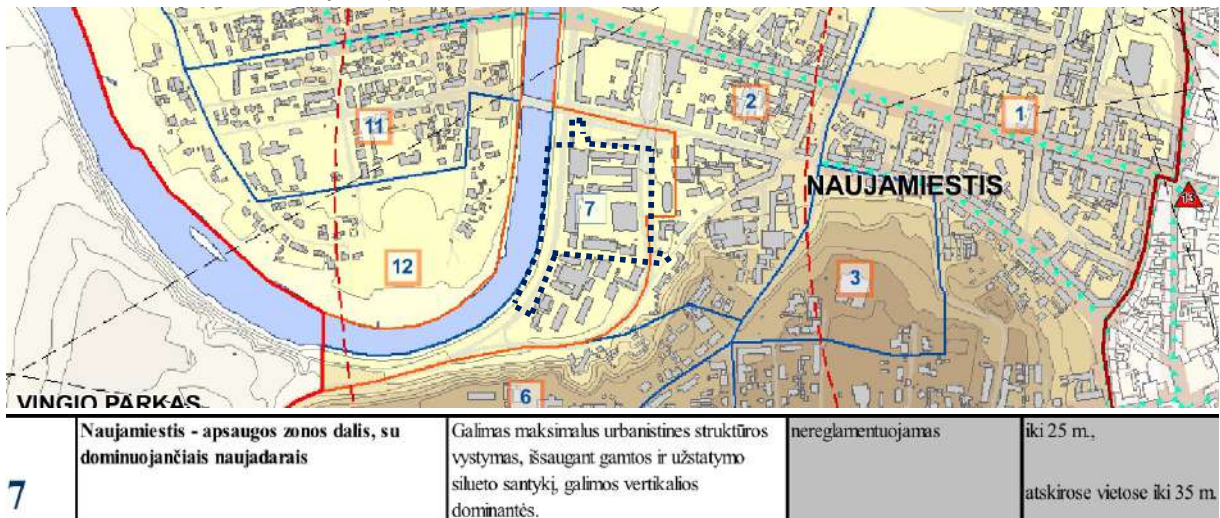 11
2
1
NAUJAMIESTIS
13
7
12
3
VINGIO PARKAS
6
7
Naujamiestis - apsaugos zonos dalis, su
dominuojančiais naujadarais
Galimas maksimalus urbanistines struktūros
vystymas, išsaugant gamtos ir užstatymo
silueto santykį, galimos vertikalios
dominantės.
nereglamentuojamas
iki 25 m.,
atskirose vietose iki 35 m.